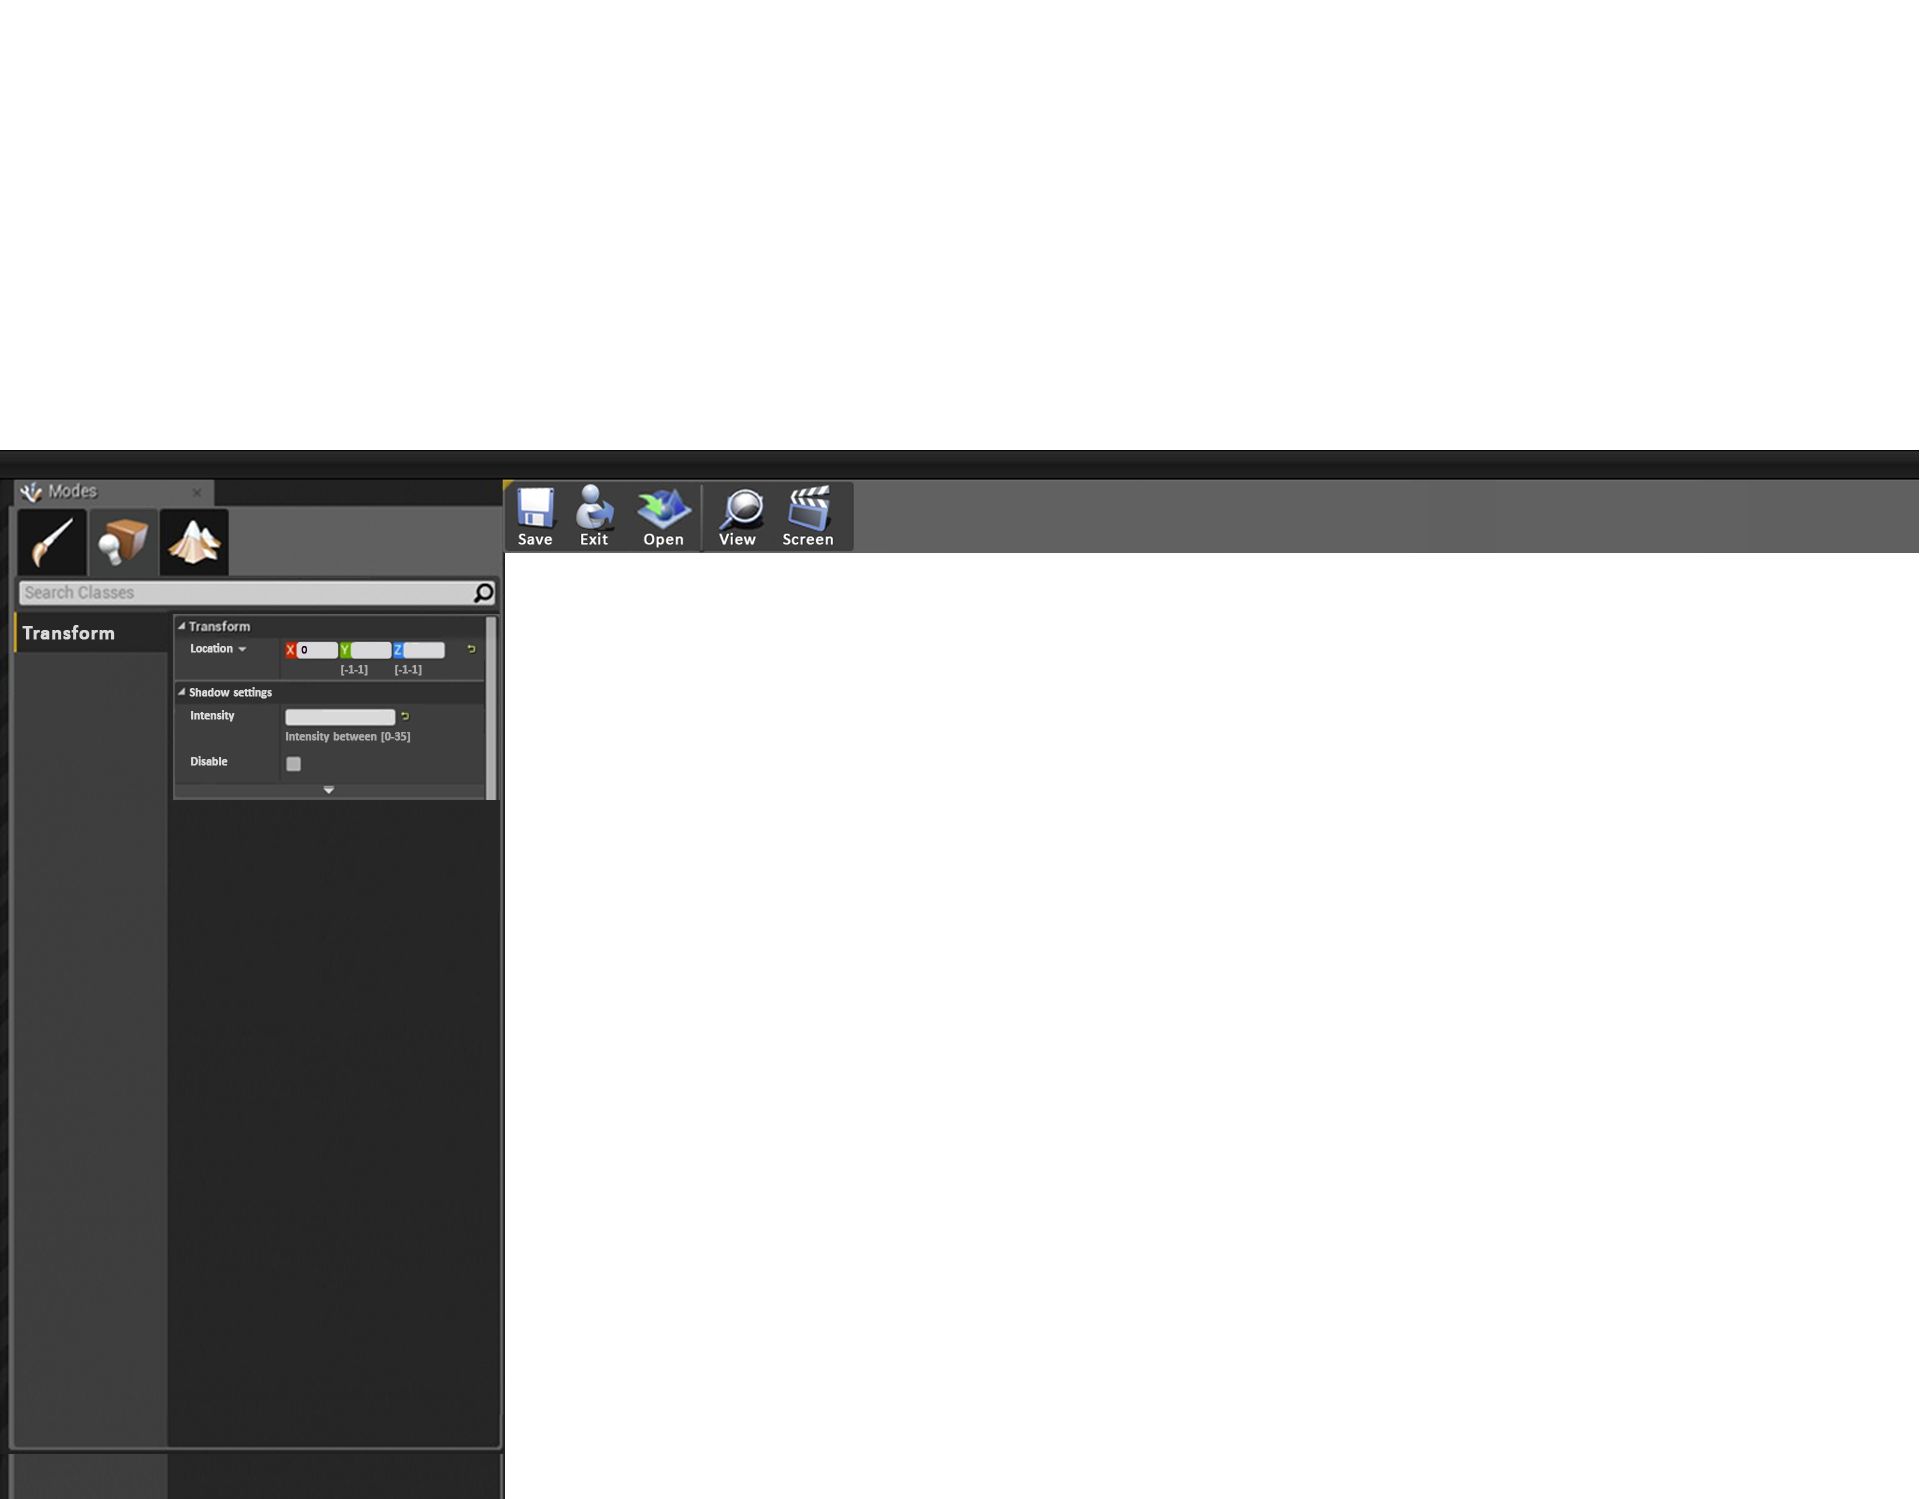 Modes
Save Exit Open View Screen
Search Classes
Transform
Transform
Location X 0 Y Z
[-1-1] [-1-1]
Shadow settings
Intensity
Intensity between [0-35]
Disable